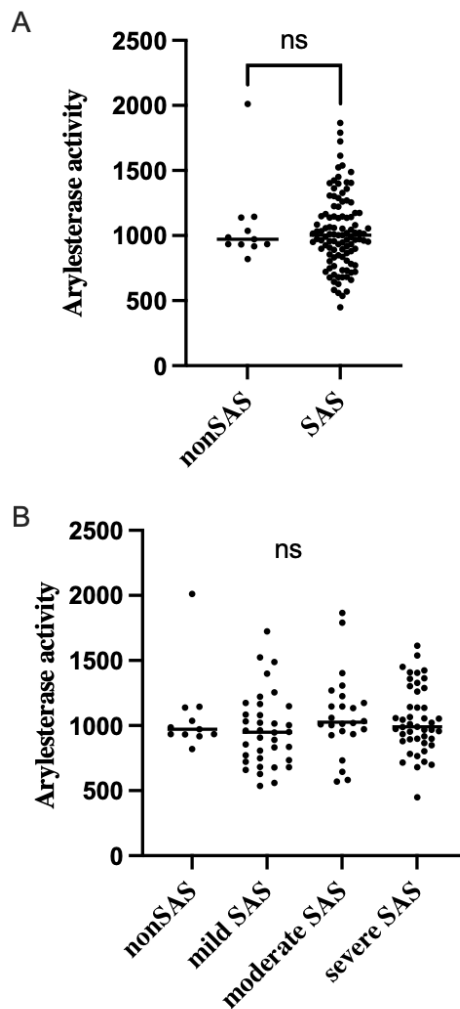 A
ns
2500
2000
1500
1000
500
0
Arylesterase activity
nonSAS
SAS
B
ns
2500
2000
1500
1000
500
0
Arylesterase activity
nonSAS
mild SAS
moderate SAS
severe SAS